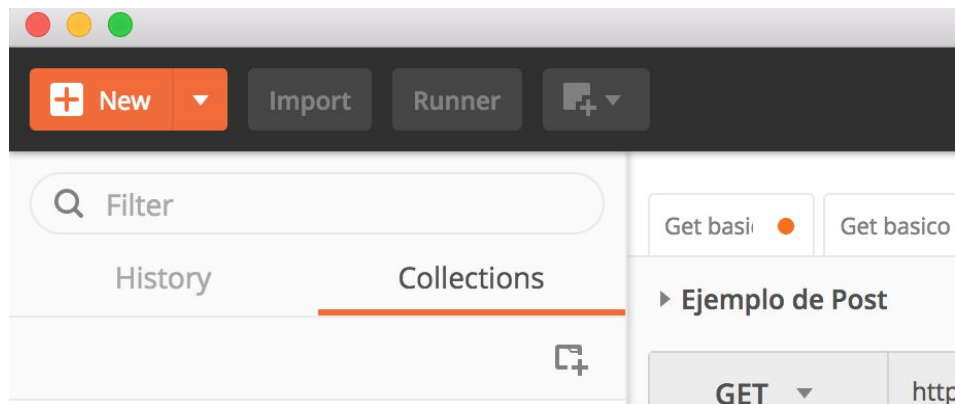 New Import Runner
Filter
Get basi Get basico
History Collections
Ejemplo de Post
GET http